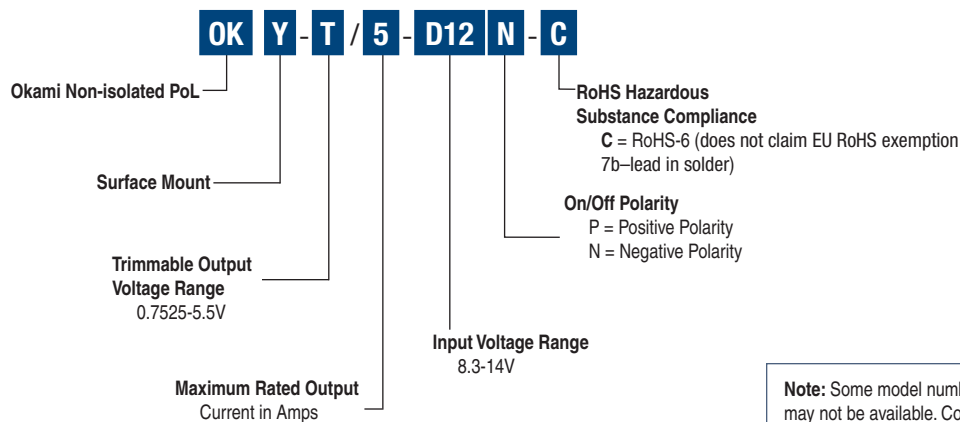 OK Y - T / 5 - D12 N - C
Okami Non-isolated PoL
RoHS Hazardous
Substance Compliance
C = RoHS-6 (does not claim EU RoHS exemption
7b–lead in solder)
Surface Mount
On/Off Polarity
P = Positive Polarity
N = Negative Polarity
Trimmable Output
Voltage Range
0.7525-5.5V
Input Voltage Range
8.3-14V
Maximum Rated Output
Current in Amps
Note: Some model numb
may not be available. Co